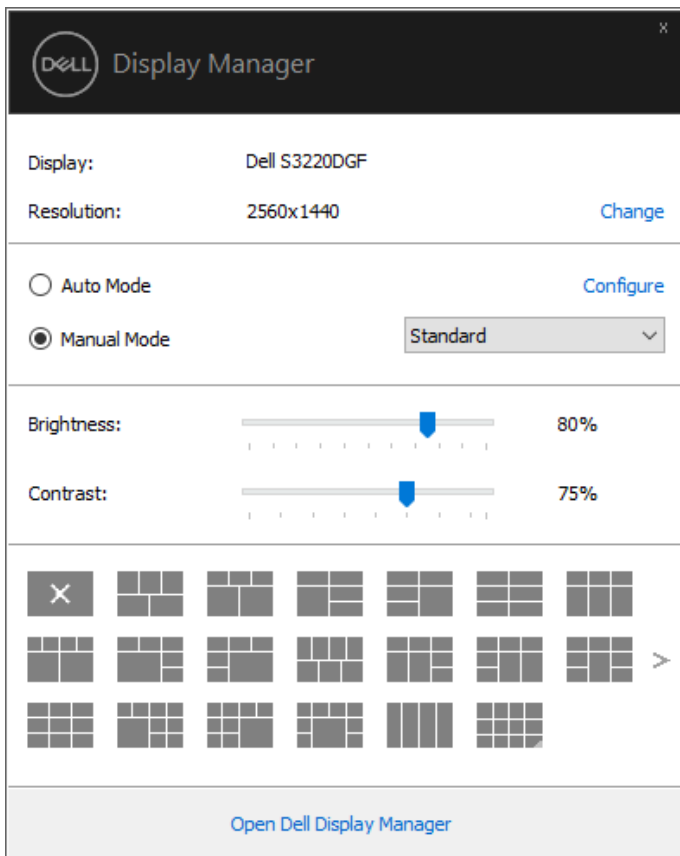 x
DELL Display Manager
Display: Dell S3220DGF
Resolution: 2560x1440 Change
Auto Mode Configure
Manual Mode Standard
Brightness: 80%
Contrast: 75%
Open Dell Display Manager